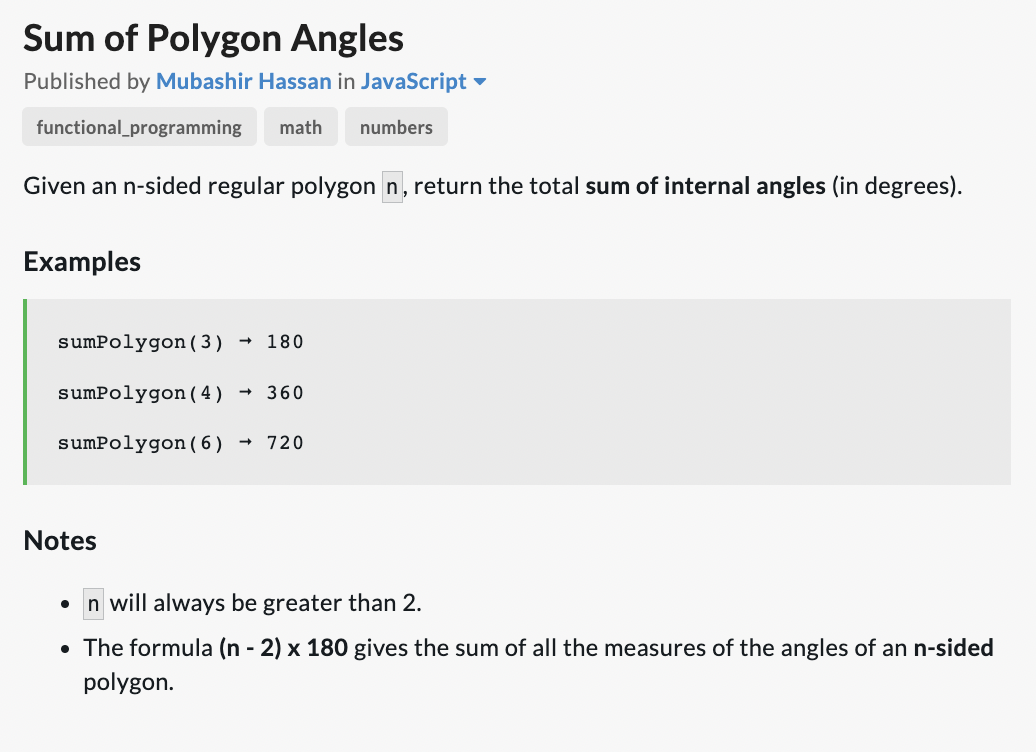 Sum of Polygon Angles
Published by Mubashir Hassan in JavaScript
functional_programming math numbers
Given an n-sided regular polygon n, return the total sum of internal angles (in degrees).
Examples
sumPolygon(3) ➞ 180
sumPolygon(4) ➞ 360
sumPolygon(6) ➞ 720
Notes
• n will always be greater than 2.
• The formula (n - 2) x 180 gives the sum of all the measures of the angles of an n-sided
polygon.